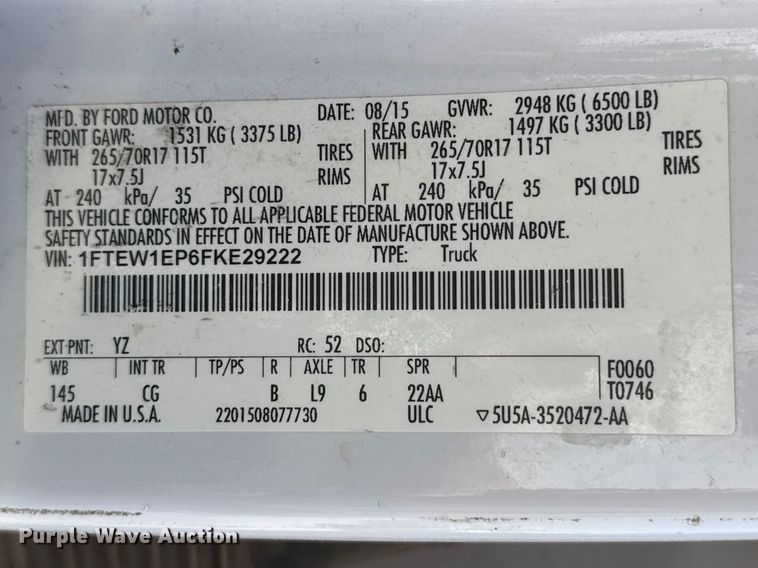 MFD. BY FORD MOTOR CO. DATE: 08/15 GVWR: 2948 KG ( 6500 LB)
FRONT GAWR: 1531 KG ( 3375 LB) REAR GAWR: 1497 KG ( 3300 LB)
WITH 265/70R17 115T TIRES WITH 265/70R17 115T TIRES
17x7.5J RIMS 17x7.5J RIMS
AT 240 kPa/ 35 PSI COLD AT 240 kPa/ 35 PSI COLD
THIS VEHICLE CONFORMS TO ALL APPLICABLE FEDERAL MOTOR VEHICLE
SAFETY STANDARDS IN EFFECT ON THE DATE OF MANUFACTURE SHOWN ABOVE.
VIN: 1FTEW1EP6FKE29222 TYPE: Truck
EXT PNT: YZ RC: 52 DSO:
WB INT TR TP/PS R AXLE TR SPR F0060
145 CG B L9 6 22AA T0746
MADE IN U.S.A. 2201508077730 ULC ▽5U5A-3520472-AA
Purple Wave Auction